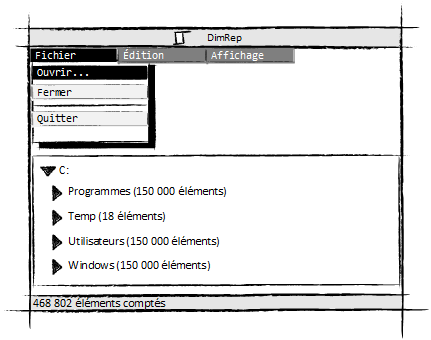 DimRep
Fichier Édition Affichage
Ouvrir...
Fermer
Quitter
C:
Programmes (150 000 éléments)
Temp (18 éléments)
Utilisateurs (150 000 éléments)
Windows (150 000 éléments)
468 802 éléments comptés